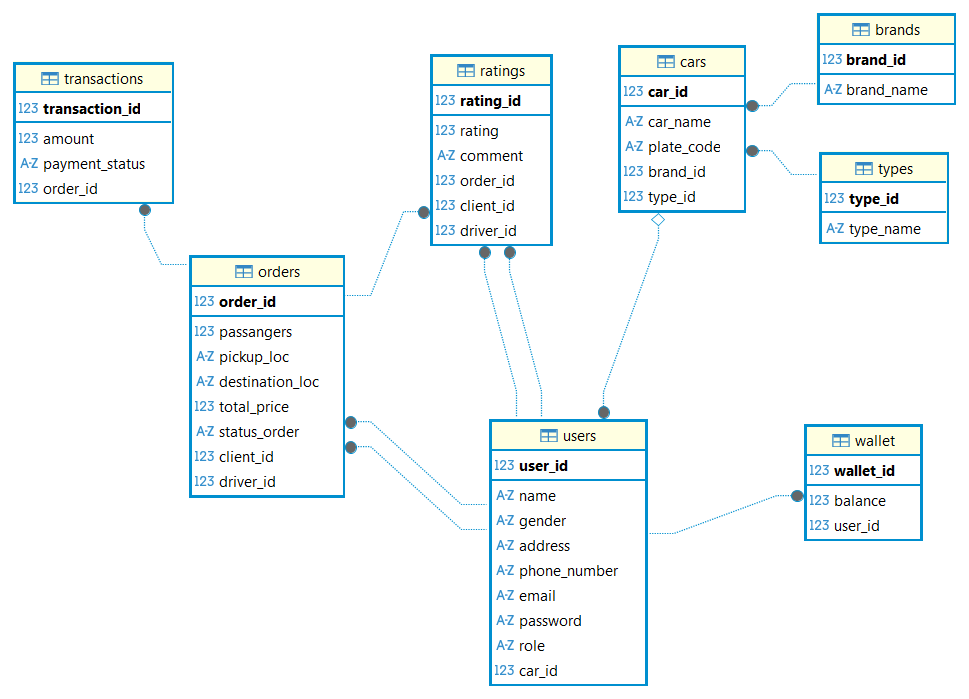 transactions
123 transaction_id
123 amount
A-Z payment_status
123 order_id
ratings
123 rating_id
123 rating
A-Z comment
123 order_id
123 client_id
123 driver_id
cars
123 car_id
A-Z car_name
A-Z plate_code
123 brand_id
123 type_id
brands
123 brand_id
A-Z brand_name
types
123 type_id
A-Z type_name
orders
123 order_id
123 passangers
A-Z pickup_loc
A-Z destination_loc
123 total_price
A-Z status_order
123 client_id
123 driver_id
users
123 user_id
A-Z name
A-Z gender
A-Z address
A-Z phone_number
A-Z email
A-Z password
A-Z role
123 car_id
wallet
123 wallet_id
123 balance
123 user_id